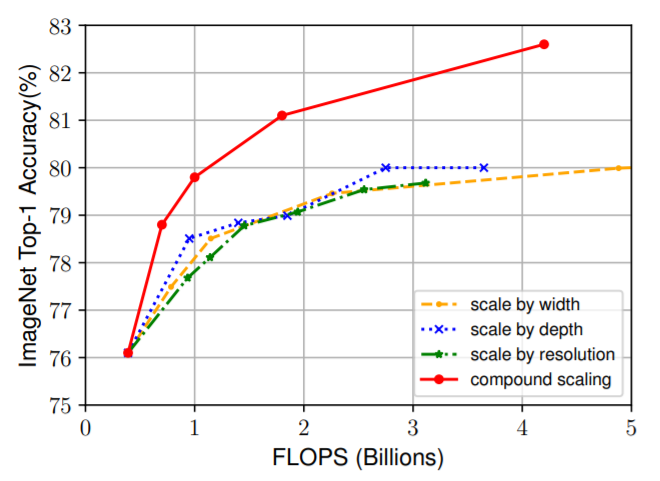 83
82
81
80
79
78
77
76
75
ImageNet Top-1 Accuracy(%)
scale by width
scale by depth
scale by resolution
compound scaling
0 1 2 3 4 5
FLOPS (Billions)